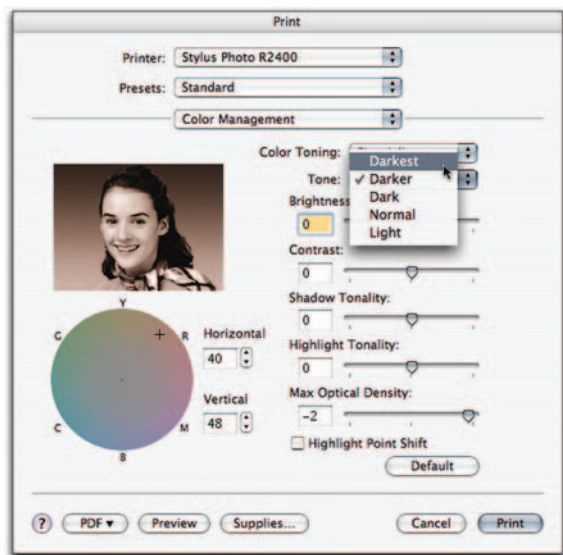 Print
Printer: Stylus Photo R2400
Presets: Standard
Color Management
Color Toning:
Darkest
Tone: ✓ Darker
Dark
Normal
Light
Brightness
0
Contrast:
0
Shadow Tonality:
0
Highlight Tonality:
0
Max Optical Density:
-2
Highlight Point Shift
Default
Y
G
R
C
M
B
Horizontal
40
Vertical
48
? PDF▼ Preview Supplies... Cancel Print